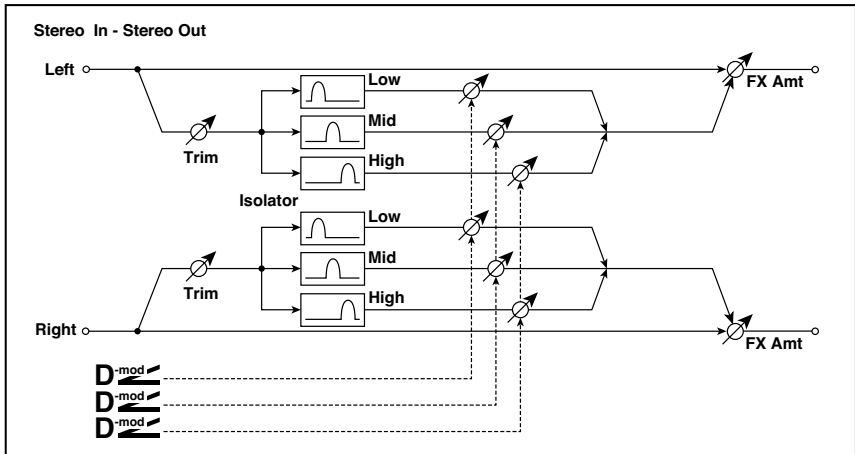 Stereo In - Stereo Out
Left
Low
FX Amt
Mid
Trim
High
Isolator
Low
Mid
Trim
High
Right
FX Amt
D-mod
D-mod
D-mod